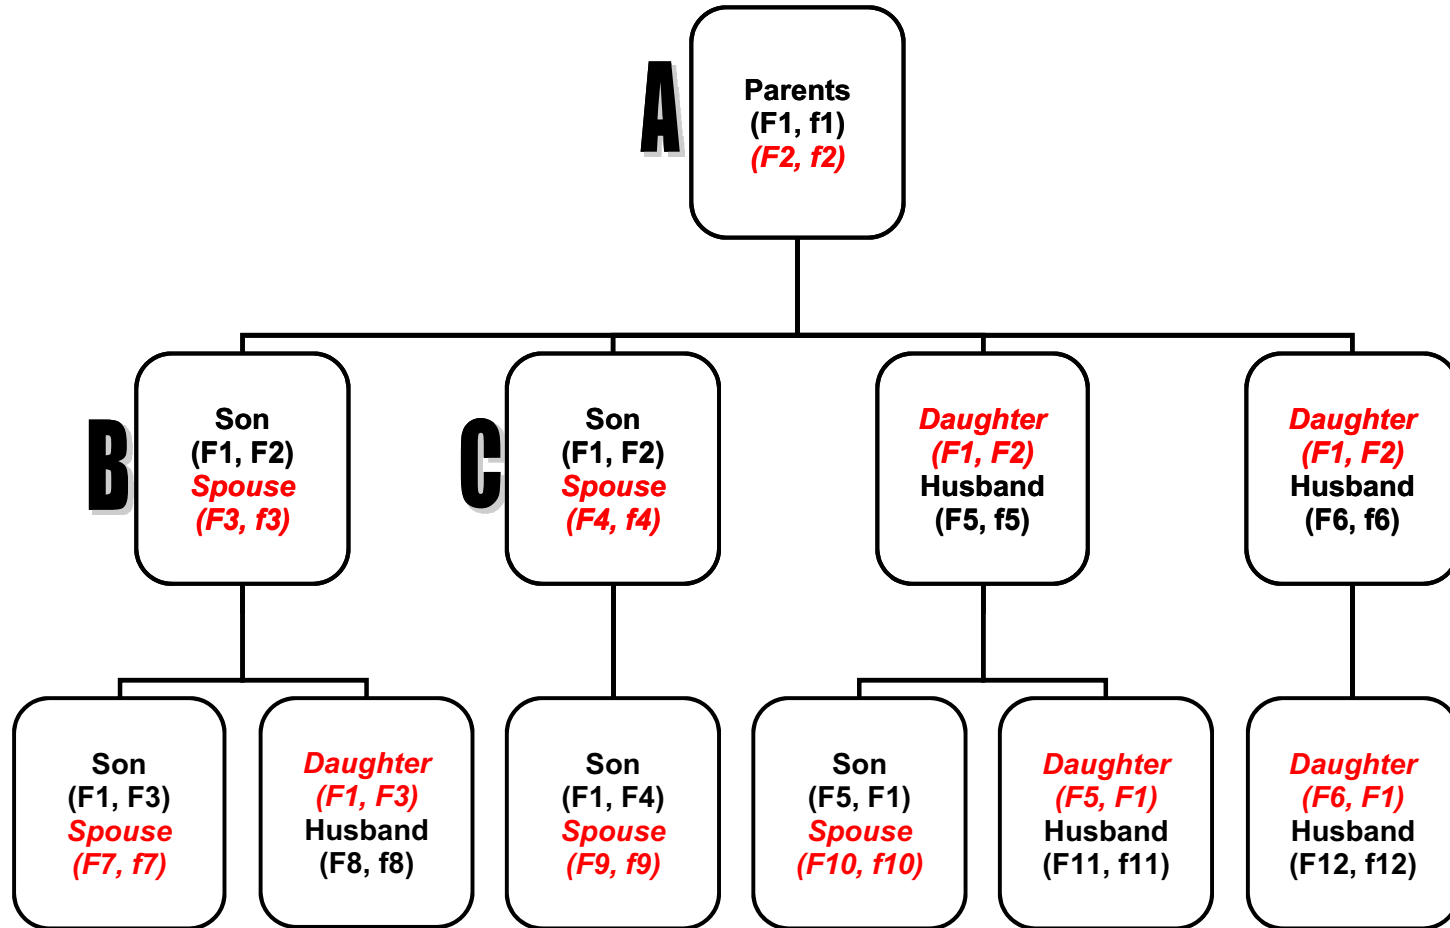 A
Parents
(F1, f1)
(F2, f2)
B
Son
(F1, F2)
Spouse
(F3, f3)
C
Son
(F1, F2)
Spouse
(F4, f4)
Daughter
(F1, F2)
Husband
(F5, f5)
Daughter
(F1, F2)
Husband
(F6, f6)
Son
(F1, F3)
Spouse
(F7, f7)
Daughter
(F1, F3)
Husband
(F8, f8)
Son
(F1, F4)
Spouse
(F9, f9)
Son
(F5, F1)
Spouse
(F10, f10)
Daughter
(F5, F1)
Husband
(F11, f11)
Daughter
(F6, F1)
Husband
(F12, f12)